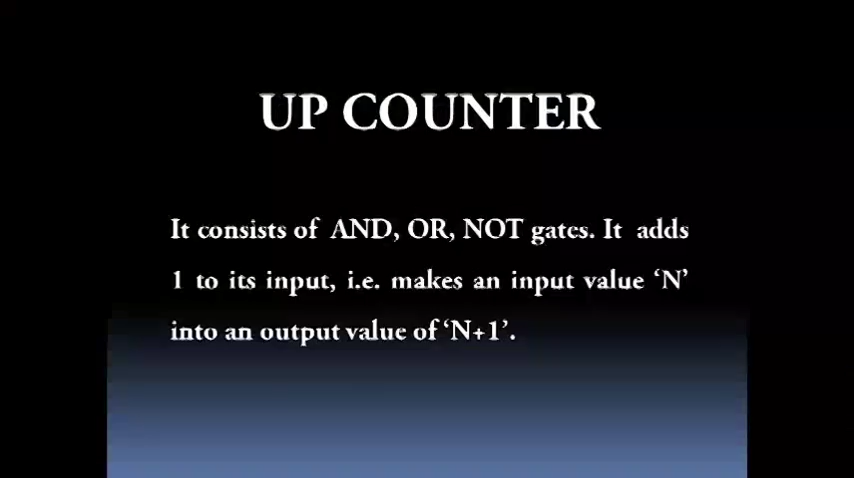 UP COUNTER
It consists of AND, OR, NOT gates. It adds
1 to its input, i.e. makes an input value ‘N’
into an output value of ‘N+1’.